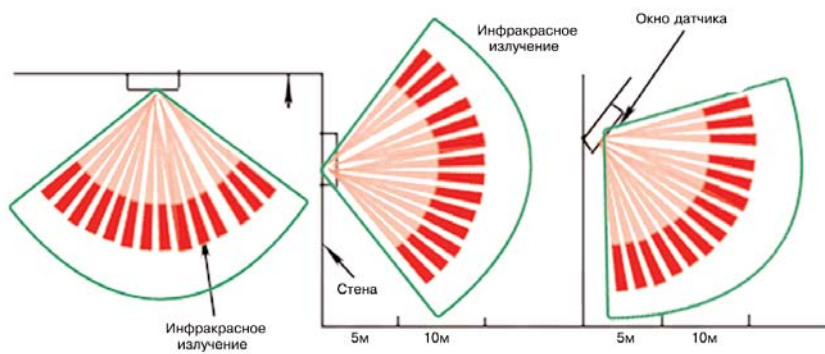 Инфракрасное
излучение
Окно датчика
Стена
Инфракрасное
излучение
5м
10м
5м
10м